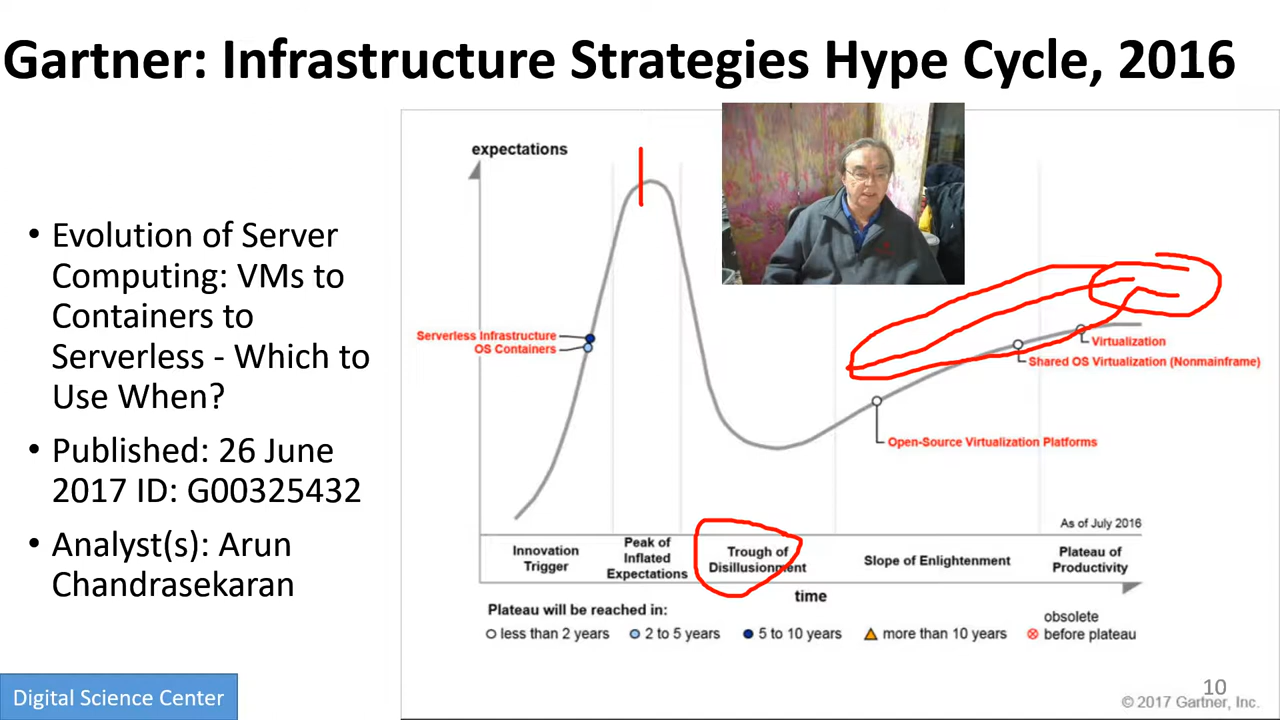 Gartner: Infrastructure Strategies Hype Cycle, 2016
• Evolution of Server
Computing: VMs to
Containers to
Serverless - Which to
Use When?
• Published: 26 June
2017 ID: G00325432
• Analyst(s): Arun
Chandrasekaran
Digital Science Center
expectations
Serverless Infrastructure
OS Containers
Virtualization
Shared OS Virtualization (Nonmainframe)
Open-Source Virtualization Platforms
As of July 2016
Innovation
Trigger
Peak of
Inflated
Expectations
Trough of
Disillusionment
Slope of Enlightenment
Plateau of
Productivity
time
Plateau will be reached in:
less than 2 years
2 to 5 years
5 to 10 years
more than 10 years
obsolete
before plateau
10
© 2017 Gartner, Inc.